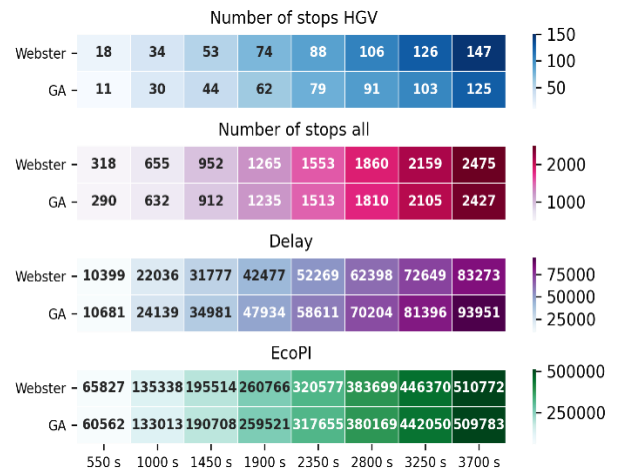 Number of stops HGV
Webster 18 34 53 74 88 106 126 147
GA 11 30 44 62 79 91 103 125
150
100
50
Number of stops all
Webster 318 655 952 1265 1553 1860 2159 2475
GA 290 632 912 1235 1513 1810 2105 2427
2000
1000
Delay
Webster 10399 22036 31777 42477 52269 62398 72649 83273
GA 10681 24139 34981 47934 58611 70204 81396 93951
75000
50000
25000
EcoPI
Webster 65827 135338 195514 260766 320577 383699 446370 510772
GA 60562 133013 190708 259521 317655 380169 442050 509783
500000
250000
550 s 1000 s 1450 s 1900 s 2350 s 2800 s 3250 s 3700 s